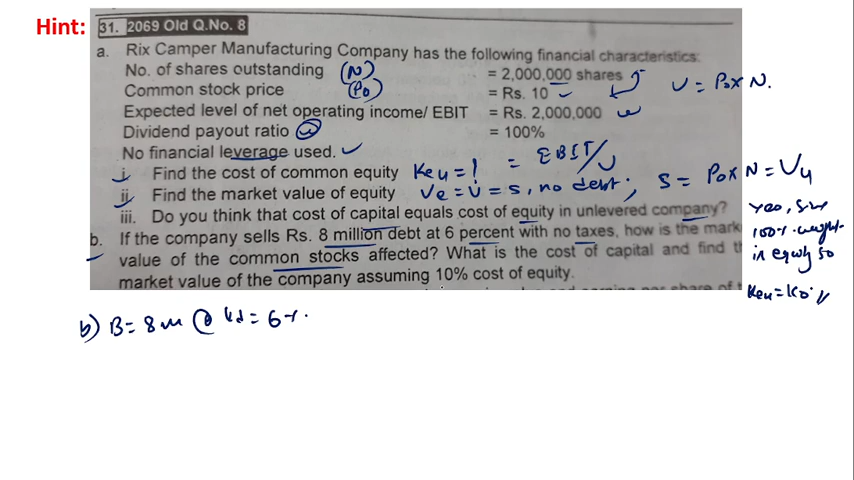 Hint:
31. 2069 Old Q.No. 8
a. Rix Camper Manufacturing Company has the following financial characteristics:
No. of shares outstanding (N) = 2,000,000 shares V = P0 x N.
Common stock price (P0) = Rs. 10
Expected level of net operating income/ EBIT = Rs. 2,000,000
Dividend payout ratio = 100%
No financial leverage used.
i. Find the cost of common equity Keu = ? = EBIT/V
ii. Find the market value of equity Ve = V = S, no debt, S = P0 x N = Vu
iii. Do you think that cost of capital equals cost of equity in unlevered company? Yes, since
b. If the company sells Rs. 8 million debt at 6 percent with no taxes, how is the mark 100% weight
value of the common stocks affected? What is the cost of capital and find th in equity so
market value of the company assuming 10% cost of equity.
Keu = K0
b) B = 8m @ Kd = 6%.